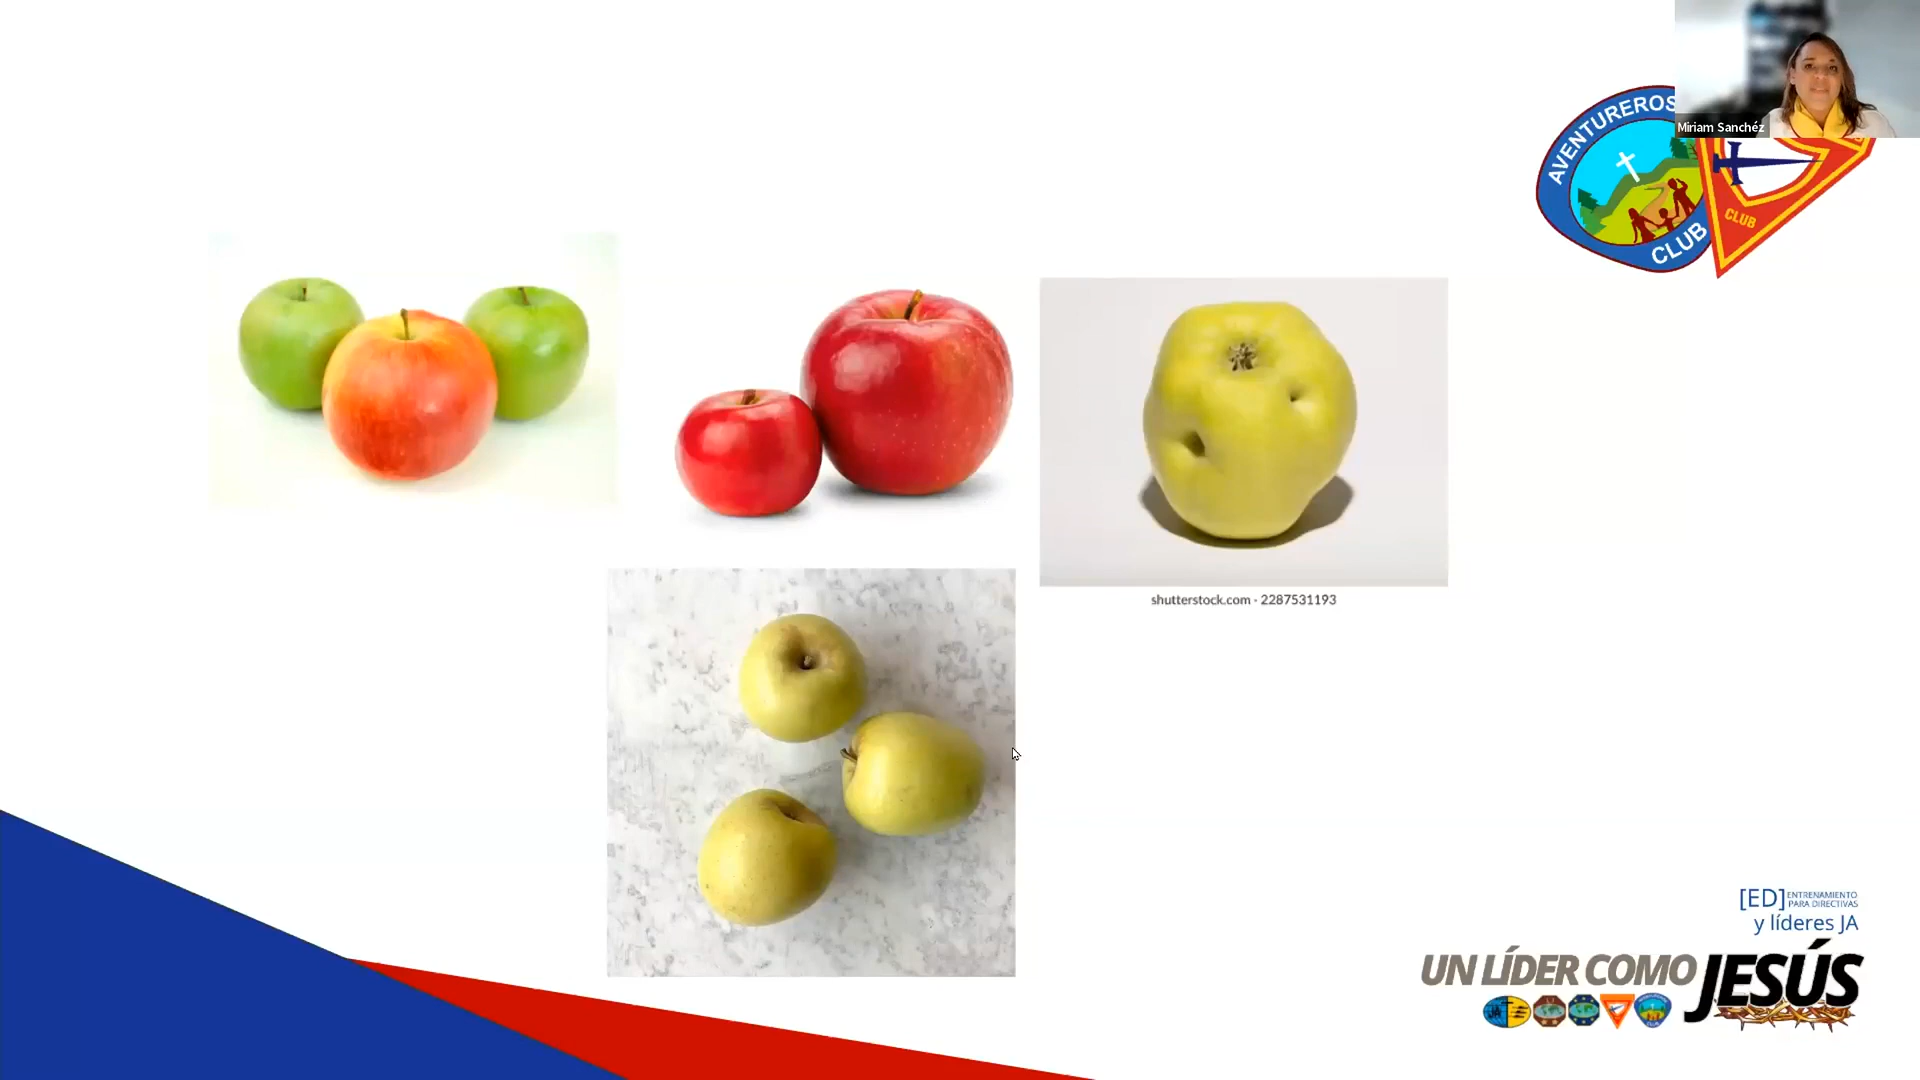 Miriam Sanchéz
AVENTUREROS
CLUB
CLUB
shutterstock.com - 2287531193
[ED] ENTRENAMIENTO
PARA DIRECTIVAS
y líderes JA
UN LÍDER COMO JESÚS